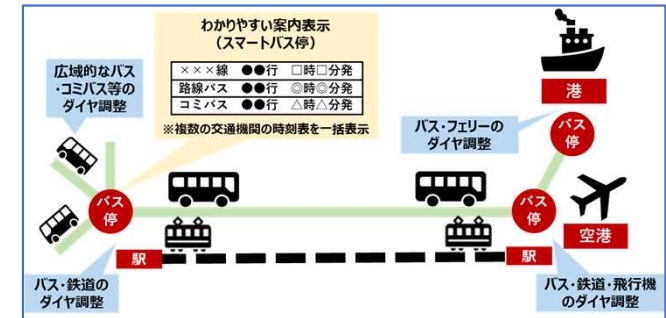 わかりやすい案内表示
(スマートバス停)
×××線 ●●行 □時□分発
路線バス ●●行 ◎時◎分発
コミバス ●●行 △時△分発
※複数の交通機関の時刻表を一括表示
広域的なバス
・コミバス等の
ダイヤ調整
港
バス・フェリーの
ダイヤ調整
バス
停
バス
停
バス
停
空港
駅
駅
バス・鉄道の
ダイヤ調整
バス・鉄道・飛行機
のダイヤ調整